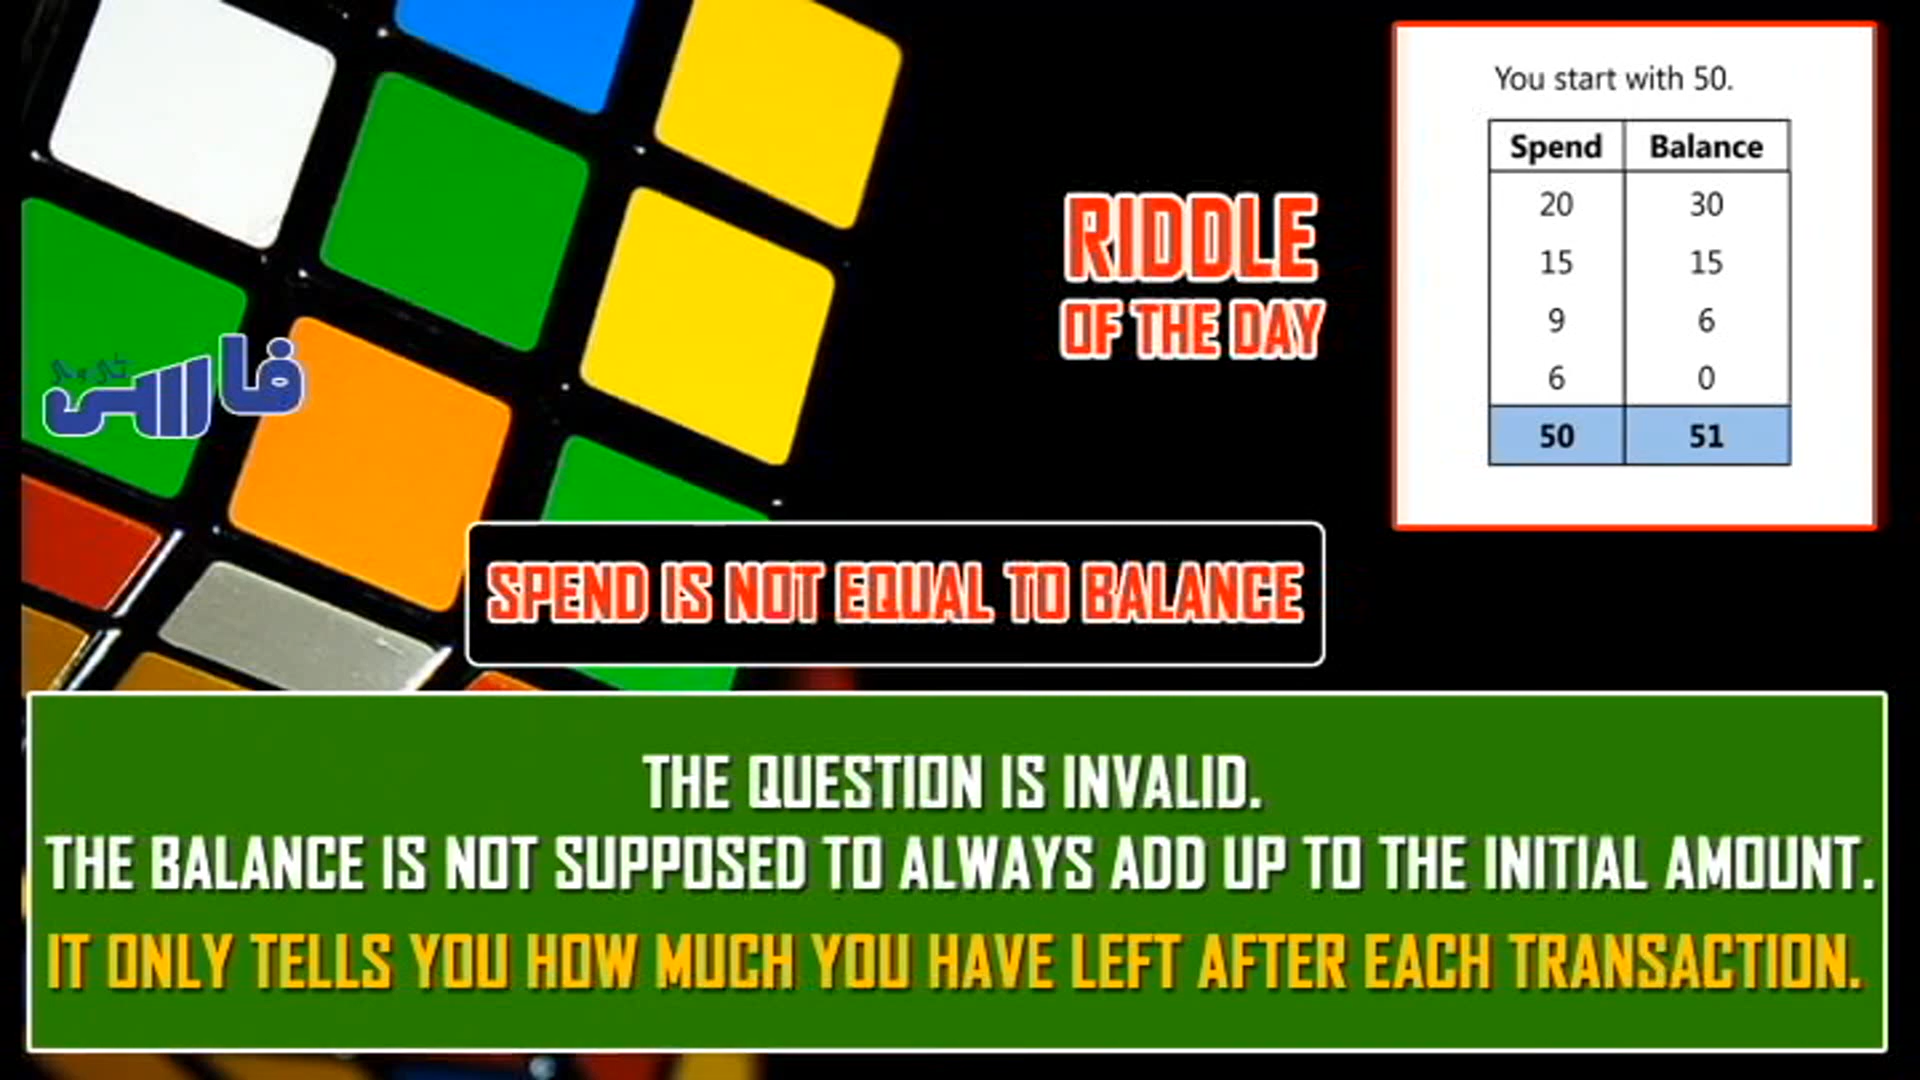 You start with 50.
Spend Balance
20 30
15 15
9 6
6 0
50 51
RIDDLE
OF THE DAY
فارسی
SPEND IS NOT EQUAL TO BALANCE
THE QUESTION IS INVALID.
THE BALANCE IS NOT SUPPOSED TO ALWAYS ADD UP TO THE INITIAL AMOUNT.
IT ONLY TELLS YOU HOW MUCH YOU HAVE LEFT AFTER EACH TRANSACTION.